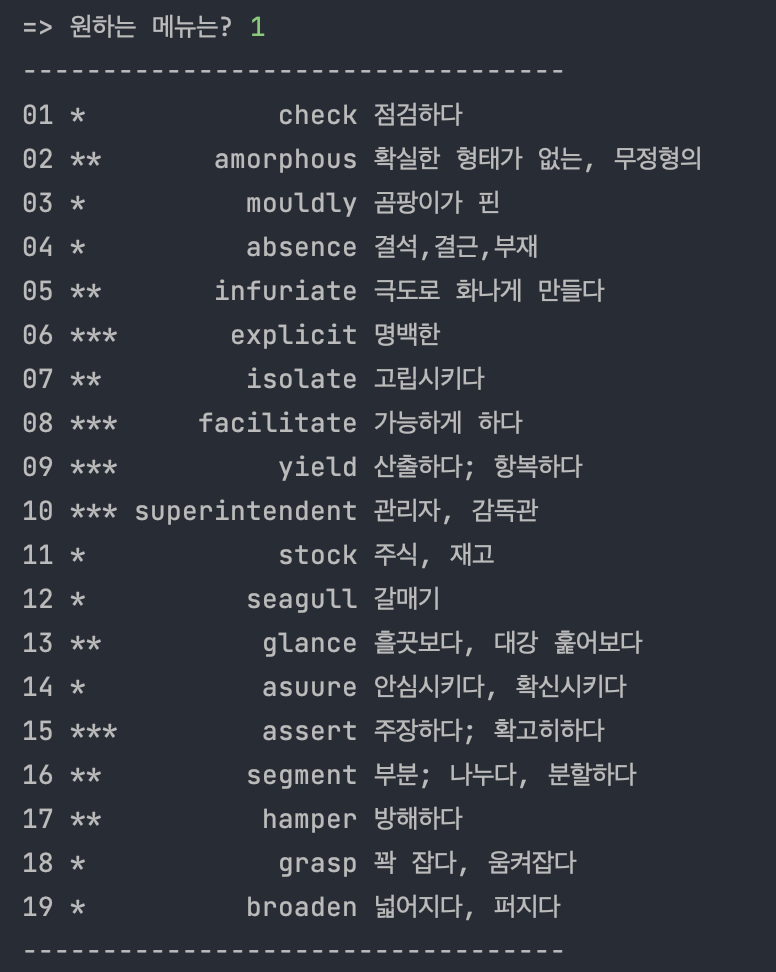 => 원하는 메뉴는? 1
----------------------------------
01 * check 점검하다
02 ** amorphous 확실한 형태가 없는, 무정형의
03 * mouldly 곰팡이가 핀
04 * absence 결석,결근,부재
05 ** infuriate 극도로 화나게 만들다
06 *** explicit 명백한
07 ** isolate 고립시키다
08 *** facilitate 가능하게 하다
09 *** yield 산출하다; 항복하다
10 *** superintendent 관리자, 감독관
11 * stock 주식, 재고
12 * seagull 갈매기
13 ** glance 흘끗보다, 대강 훑어보다
14 * asuure 안심시키다, 확신시키다
15 *** assert 주장하다; 확고히하다
16 ** segment 부분; 나누다, 분할하다
17 ** hamper 방해하다
18 * grasp 꽉 잡다, 움켜잡다
19 * broaden 넓어지다, 퍼지다
----------------------------------